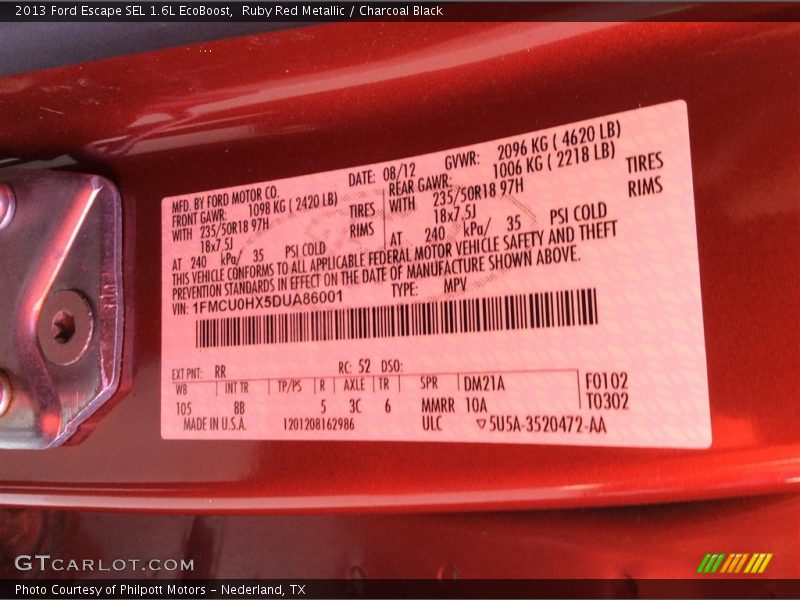 2013 Ford Escape SEL 1.6L EcoBoost, Ruby Red Metallic / Charcoal Black
MFD. BY FORD MOTOR CO. DATE: 08/12 GVWR: 2096 KG ( 4620 LB)
FRONT GAWR: 1098 KG ( 2420 LB) REAR GAWR: 1006 KG ( 2218 LB)
WITH 235/50R18 97H TIRES WITH 235/50R18 97H TIRES
18x7.5J RIMS 18x7.5J RIMS
AT 240 kPa/ 35 PSI COLD AT 240 kPa/ 35 PSI COLD
THIS VEHICLE CONFORMS TO ALL APPLICABLE FEDERAL MOTOR VEHICLE SAFETY AND THEFT
PREVENTION STANDARDS IN EFFECT ON THE DATE OF MANUFACTURE SHOWN ABOVE.
VIN: 1FMCU0HX5DUA86001 TYPE: MPV
EXT PNT: RR RC: 52 DSO:
WB INT TR TP/PS R AXLE TR SPR DM21A F0102
105 8B 5 3C 6 MMRR 10A T0302
MADE IN U.S.A. 1201208162986 ULC 5U5A-3520472-AA
GTCARLOT.COM
Photo Courtesy of Philpott Motors - Nederland, TX